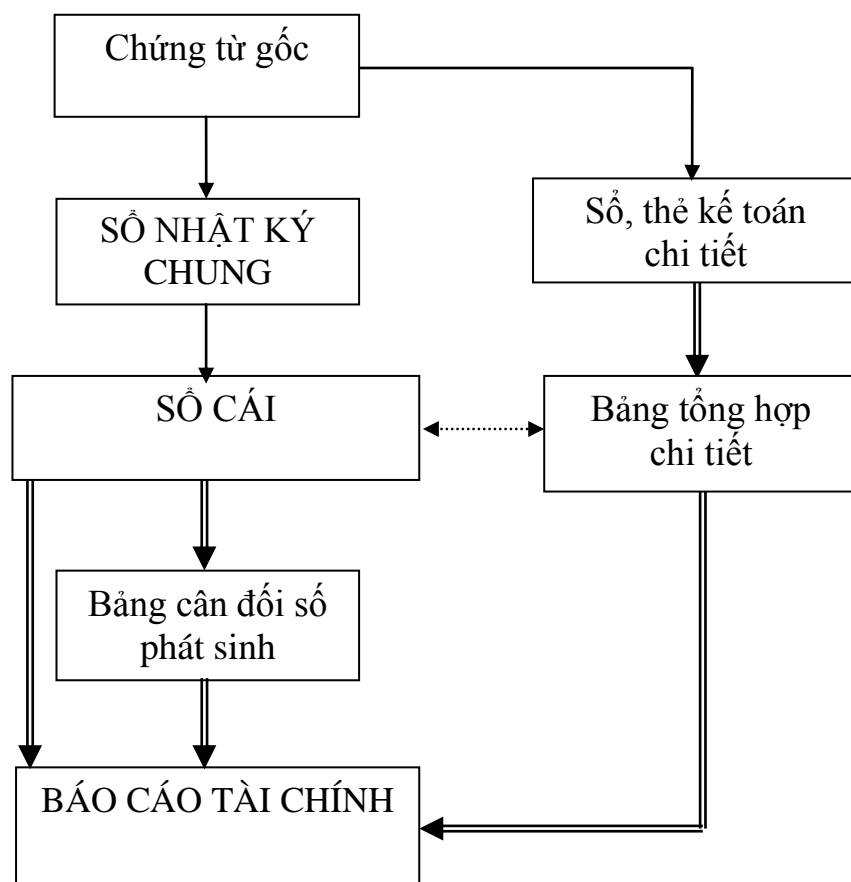 Chứng từ gốc
SỔ NHẬT KÝ
CHUNG
Sổ, thẻ kế toán
chi tiết
SỔ CÁI
Bảng tổng hợp
chi tiết
Bảng cân đối số
phát sinh
BÁO CÁO TÀI CHÍNH